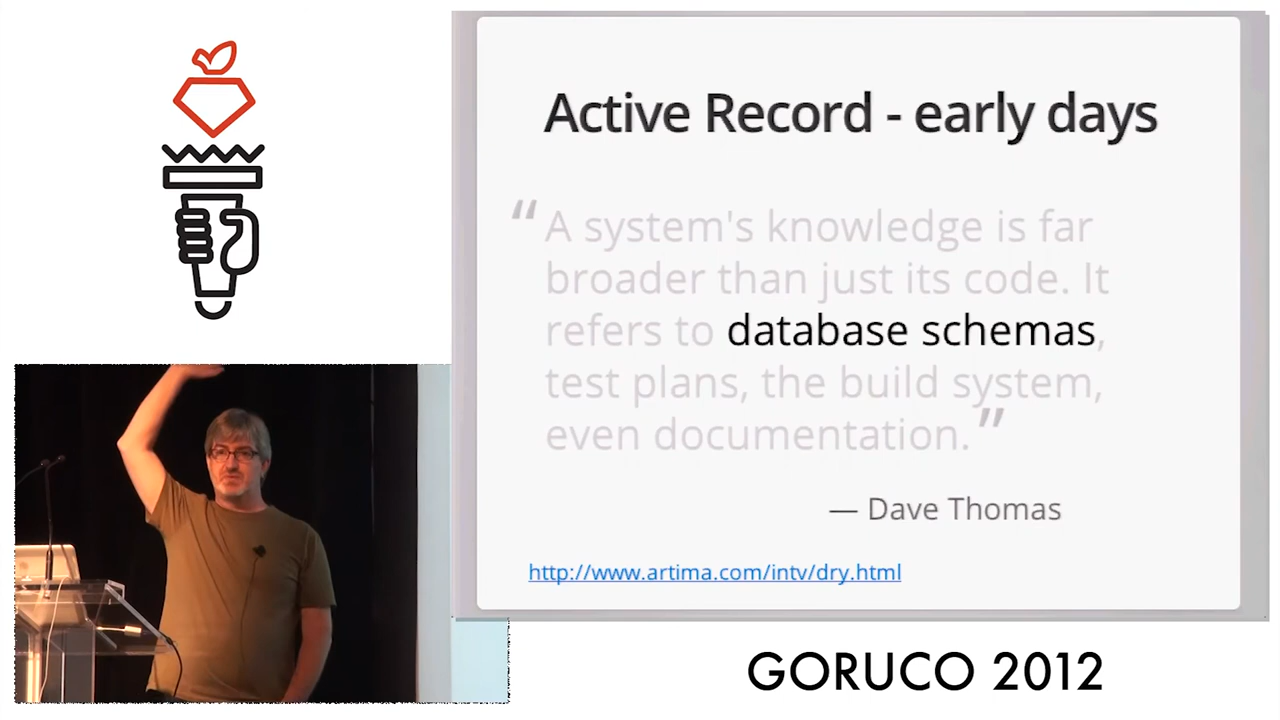 Active Record - early days
“ A system's knowledge is far
broader than just its code. It
refers to database schemas,
test plans, the build system,
even documentation. ”
— Dave Thomas
http://www.artima.com/intv/dry.html
GORUCO 2012